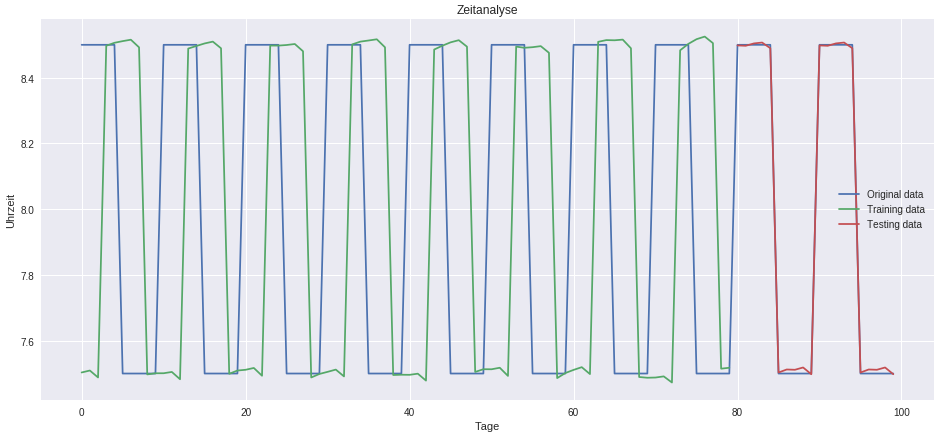 Zeitanalyse
8.4
8.2
8.0
7.8
7.6
Uhrzeit
Original data
Training data
Testing data
0
20
40
60
80
100
Tage